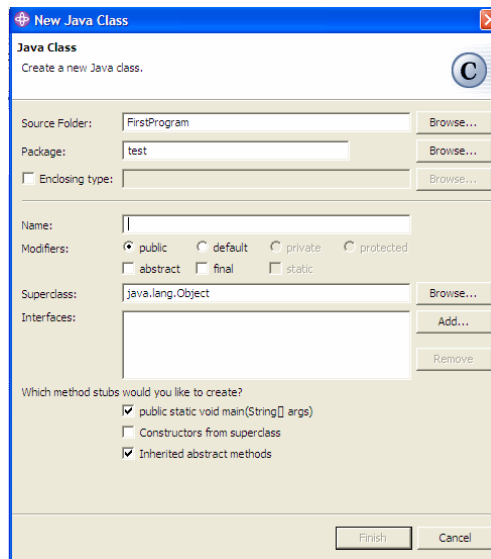 New Java Class
Java Class
Create a new Java class.
C
Source Folder: FirstProgram Browse...
Package: test Browse...
Enclosing type: Browse...
Name:
Modifiers: public default private protected
abstract final static
Superclass: java.lang.Object Browse...
Interfaces: Add...
Remove
Which method stubs would you like to create?
public static void main(String[] args)
Constructors from superclass
Inherited abstract methods
Finish Cancel